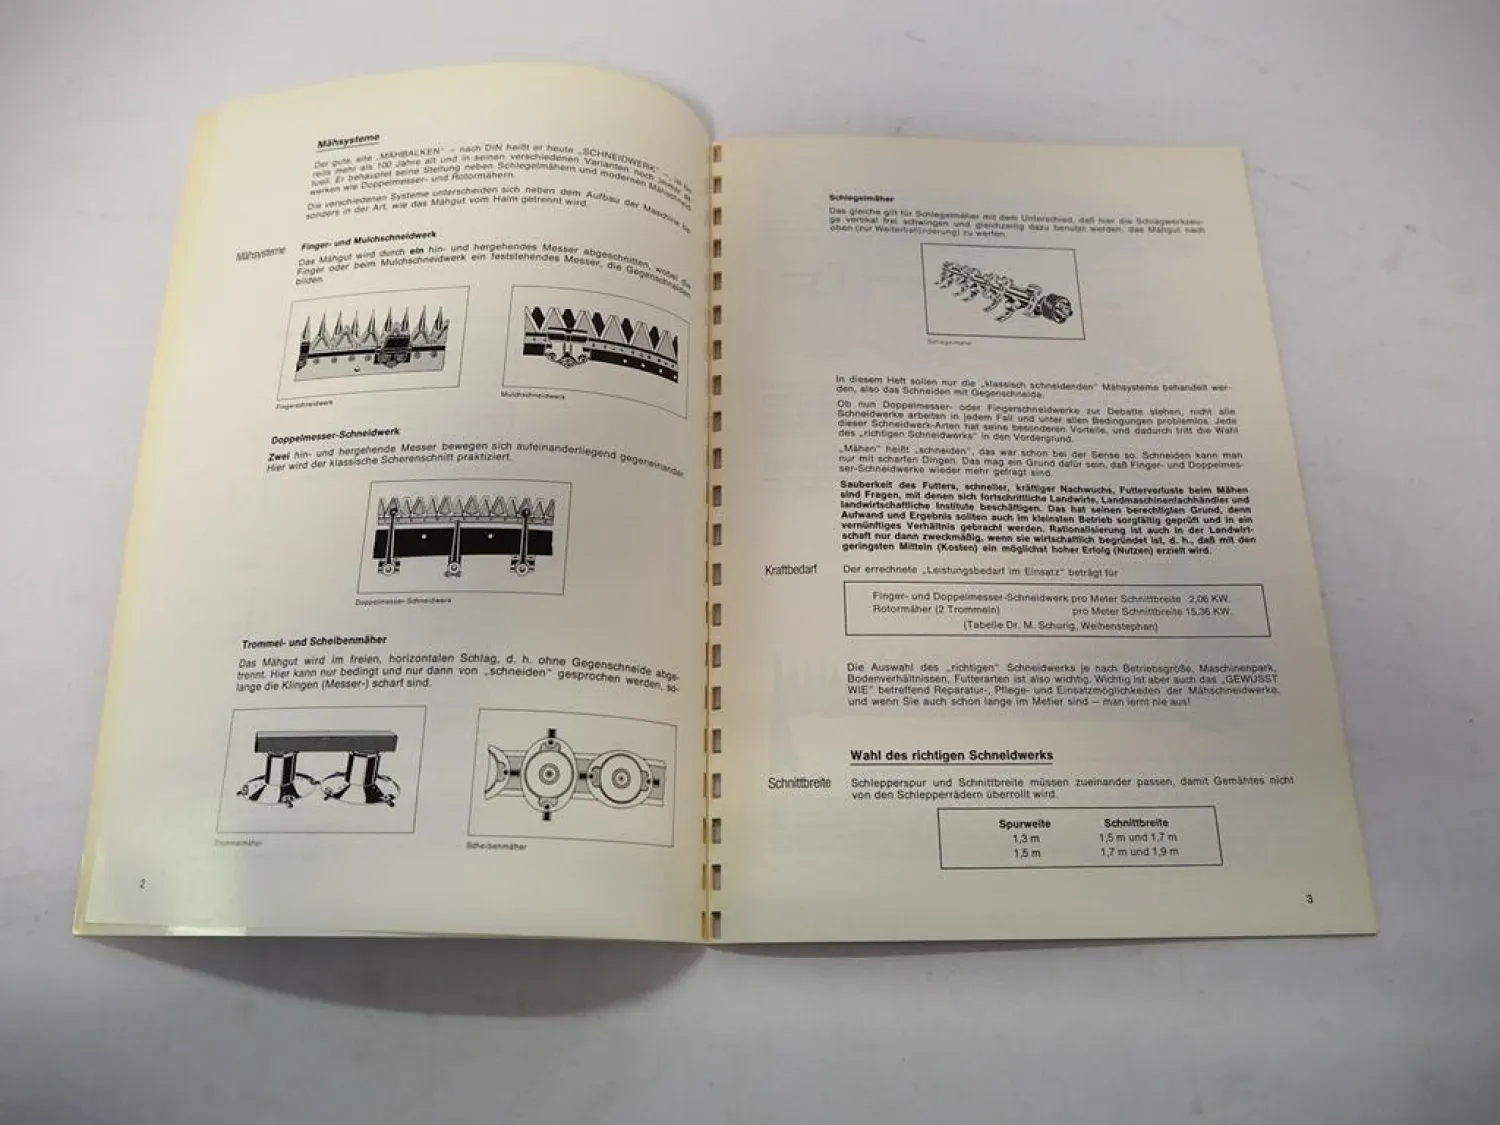 Mähsysteme
Der gute, alte „MÄHBALKEN" — nach DIN heißt er heute „SCHNEIDWERK" — ist be-
reits mehr als 100 Jahre alt und in seinen verschiedenen Varianten noch immer ak-
tuell. Er behauptet seine Stellung neben Schlegelmähern und modernen Mähschneid-
werken wie Doppelmesser- und Rotormähern.
Die verschiedenen Systeme unterscheiden sich neben dem Aufbau der Maschine be-
sonders in der Art, wie das Mähgut vom Halm getrennt wird.
Mähsysteme
Finger- und Mulchschneidwerk
Das Mähgut wird durch ein hin- und hergehendes Messer abgeschnitten, wobei die
Finger oder beim Mulchschneidwerk ein feststehendes Messer, die Gegenschneiden
bilden.
Fingerschneidwerk
Mulchschneidwerk
Doppelmesser-Schneidwerk
Zwei hin- und hergehende Messer bewegen sich aufeinanderliegend gegeneinander.
Hier wird der klassische Scherenschnitt praktiziert.
Doppelmesser-Schneidwerk
Trommel- und Scheibenmäher
Das Mähgut wird im freien, horizontalen Schlag, d. h. ohne Gegenschneide abge-
trennt. Hier kann nur bedingt und nur dann von „schneiden" gesprochen werden, so-
lange die Klingen (Messer-) scharf sind.
Trommelmäher
Scheibenmäher
2
Schlegelmäher
Das gleiche gilt für Schlegelmäher mit dem Unterschied, daß hier die Schlagwerkzeu-
ge vertikal frei schwingen und gleichzeitig dazu benutzt werden, das Mähgut nach
oben (zur Weiterbeförderung) zu werfen.
Schlegelmäher
In diesem Heft sollen nur die „klassisch schneidenden" Mähsysteme behandelt wer-
den, also das Schneiden mit Gegenschneide.
Ob nun Doppelmesser- oder Fingerschneidwerke zur Debatte stehen, nicht alle
Schneidwerke arbeiten in jedem Fall und unter allen Bedingungen problemlos. Jede
dieser Schneidwerk-Arten hat seine besonderen Vorteile, und dadurch tritt die Wahl
des „richtigen Schneidwerks" in den Vordergrund.
„Mähen" heißt „schneiden", das war schon bei der Sense so. Schneiden kann man
nur mit scharfen Dingen. Das mag ein Grund dafür sein, daß Finger- und Doppelmes-
ser-Schneidwerke wieder mehr gefragt sind.
Sauberkeit des Futters, schneller, kräftiger Nachwuchs, Futterverluste beim Mähen
sind Fragen, mit denen sich fortschrittliche Landwirte, Landmaschinenfachhändler und
landwirtschaftliche Institute beschäftigen. Das hat seinen berechtigten Grund, denn
Aufwand und Ergebnis sollten auch im kleinsten Betrieb sorgfältig geprüft und in ein
vernünftiges Verhältnis gebracht werden. Rationalisierung ist auch in der Landwirt-
schaft nur dann zweckmäßig, wenn sie wirtschaftlich begründet ist, d. h., daß mit den
geringsten Mitteln (Kosten) ein möglichst hoher Erfolg (Nutzen) erzielt wird.
Kraftbedarf
Der errechnete „Leistungsbedarf im Einsatz" beträgt für
Finger- und Doppelmesser-Schneidwerk pro Meter Schnittbreite 2,06 KW.
Rotormäher (2 Trommeln) pro Meter Schnittbreite 15,36 KW.
(Tabelle Dr. M. Schurig, Weihenstephan)
Die Auswahl des „richtigen" Schneidwerks je nach Betriebsgröße, Maschinenpark,
Bodenverhältnissen, Futterarten ist also wichtig. Wichtig ist aber auch das „GEWUSST
WIE" betreffend Reparatur-, Pflege- und Einsatzmöglichkeiten der Mähschneidwerke,
und wenn Sie auch schon lange im Metier sind — man lernt nie aus!
Wahl des richtigen Schneidwerks
Schnittbreite
Schlepperspur und Schnittbreite müssen zueinander passen, damit Gemähtes nicht
von den Schlepperrädern überrollt wird.
Spurweite Schnittbreite
1,3 m 1,5 m und 1,7 m
1,5 m 1,7 m und 1,9 m
3